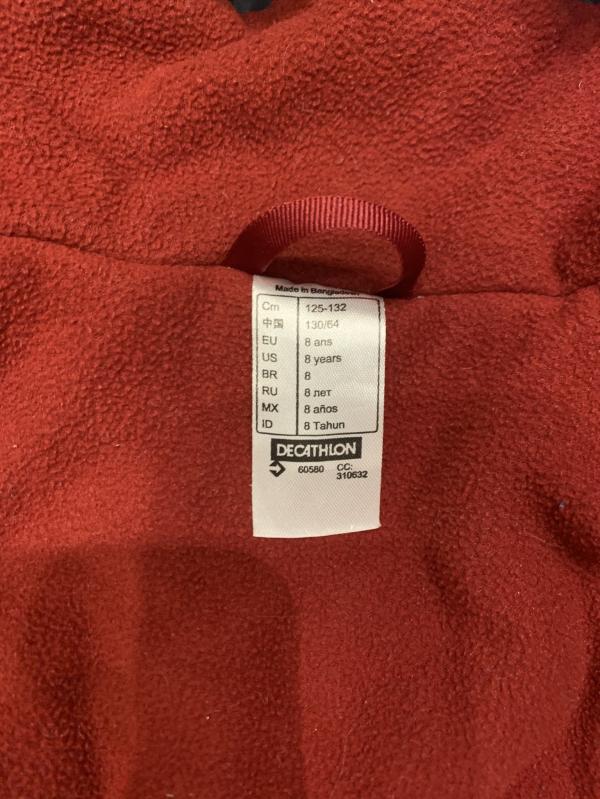 Made in Bangladesh
Cm 125-132
中国 130/64
EU 8 ans
US 8 years
BR 8
RU 8 лет
MX 8 años
ID 8 Tahun
DECATHLON
60580 CC:
310632